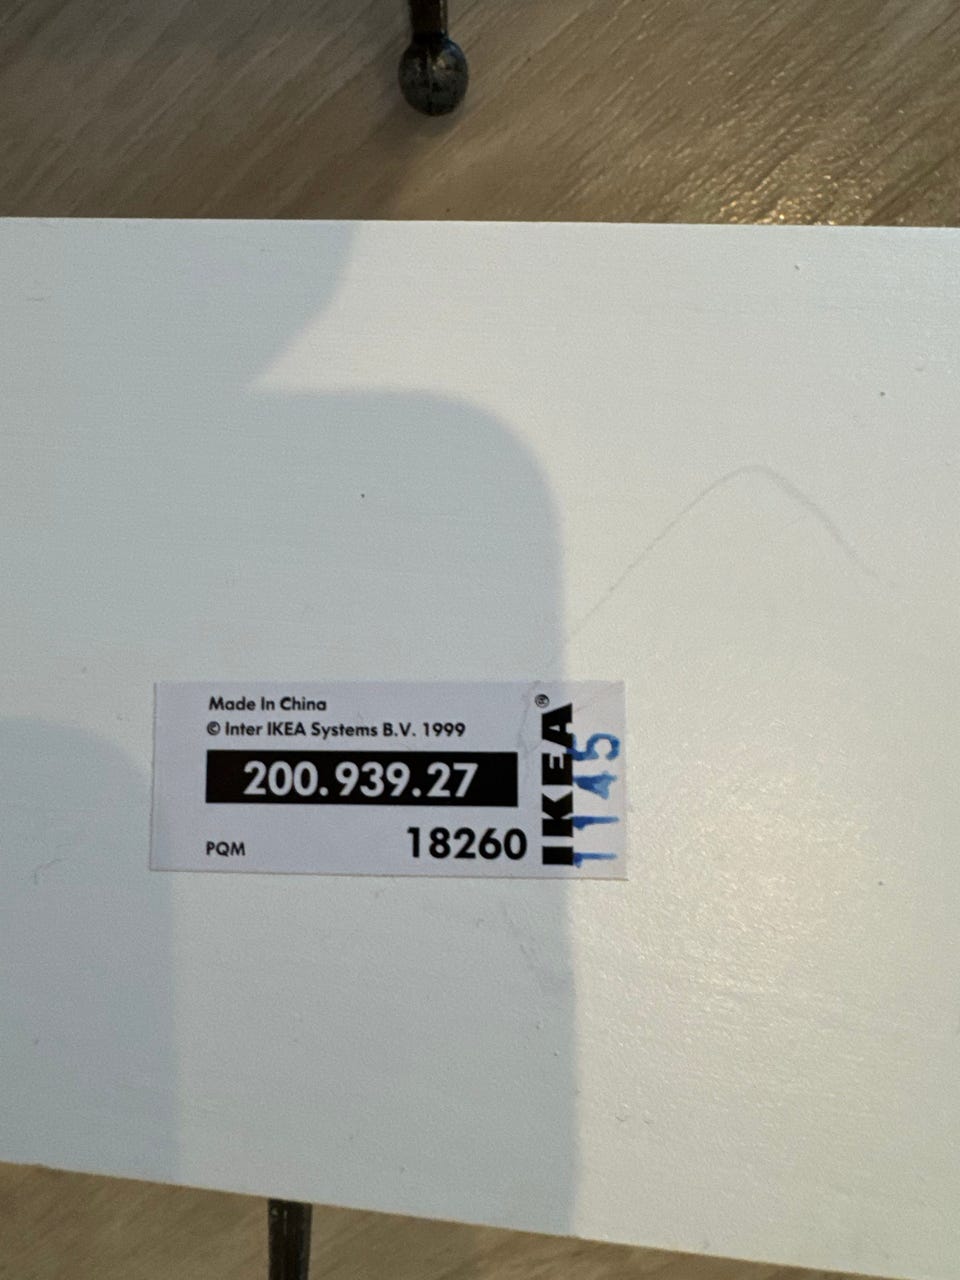 Made In China
© Inter IKEA Systems B.V. 1999
200.939.27
PQM 18260
IKEA®
1145